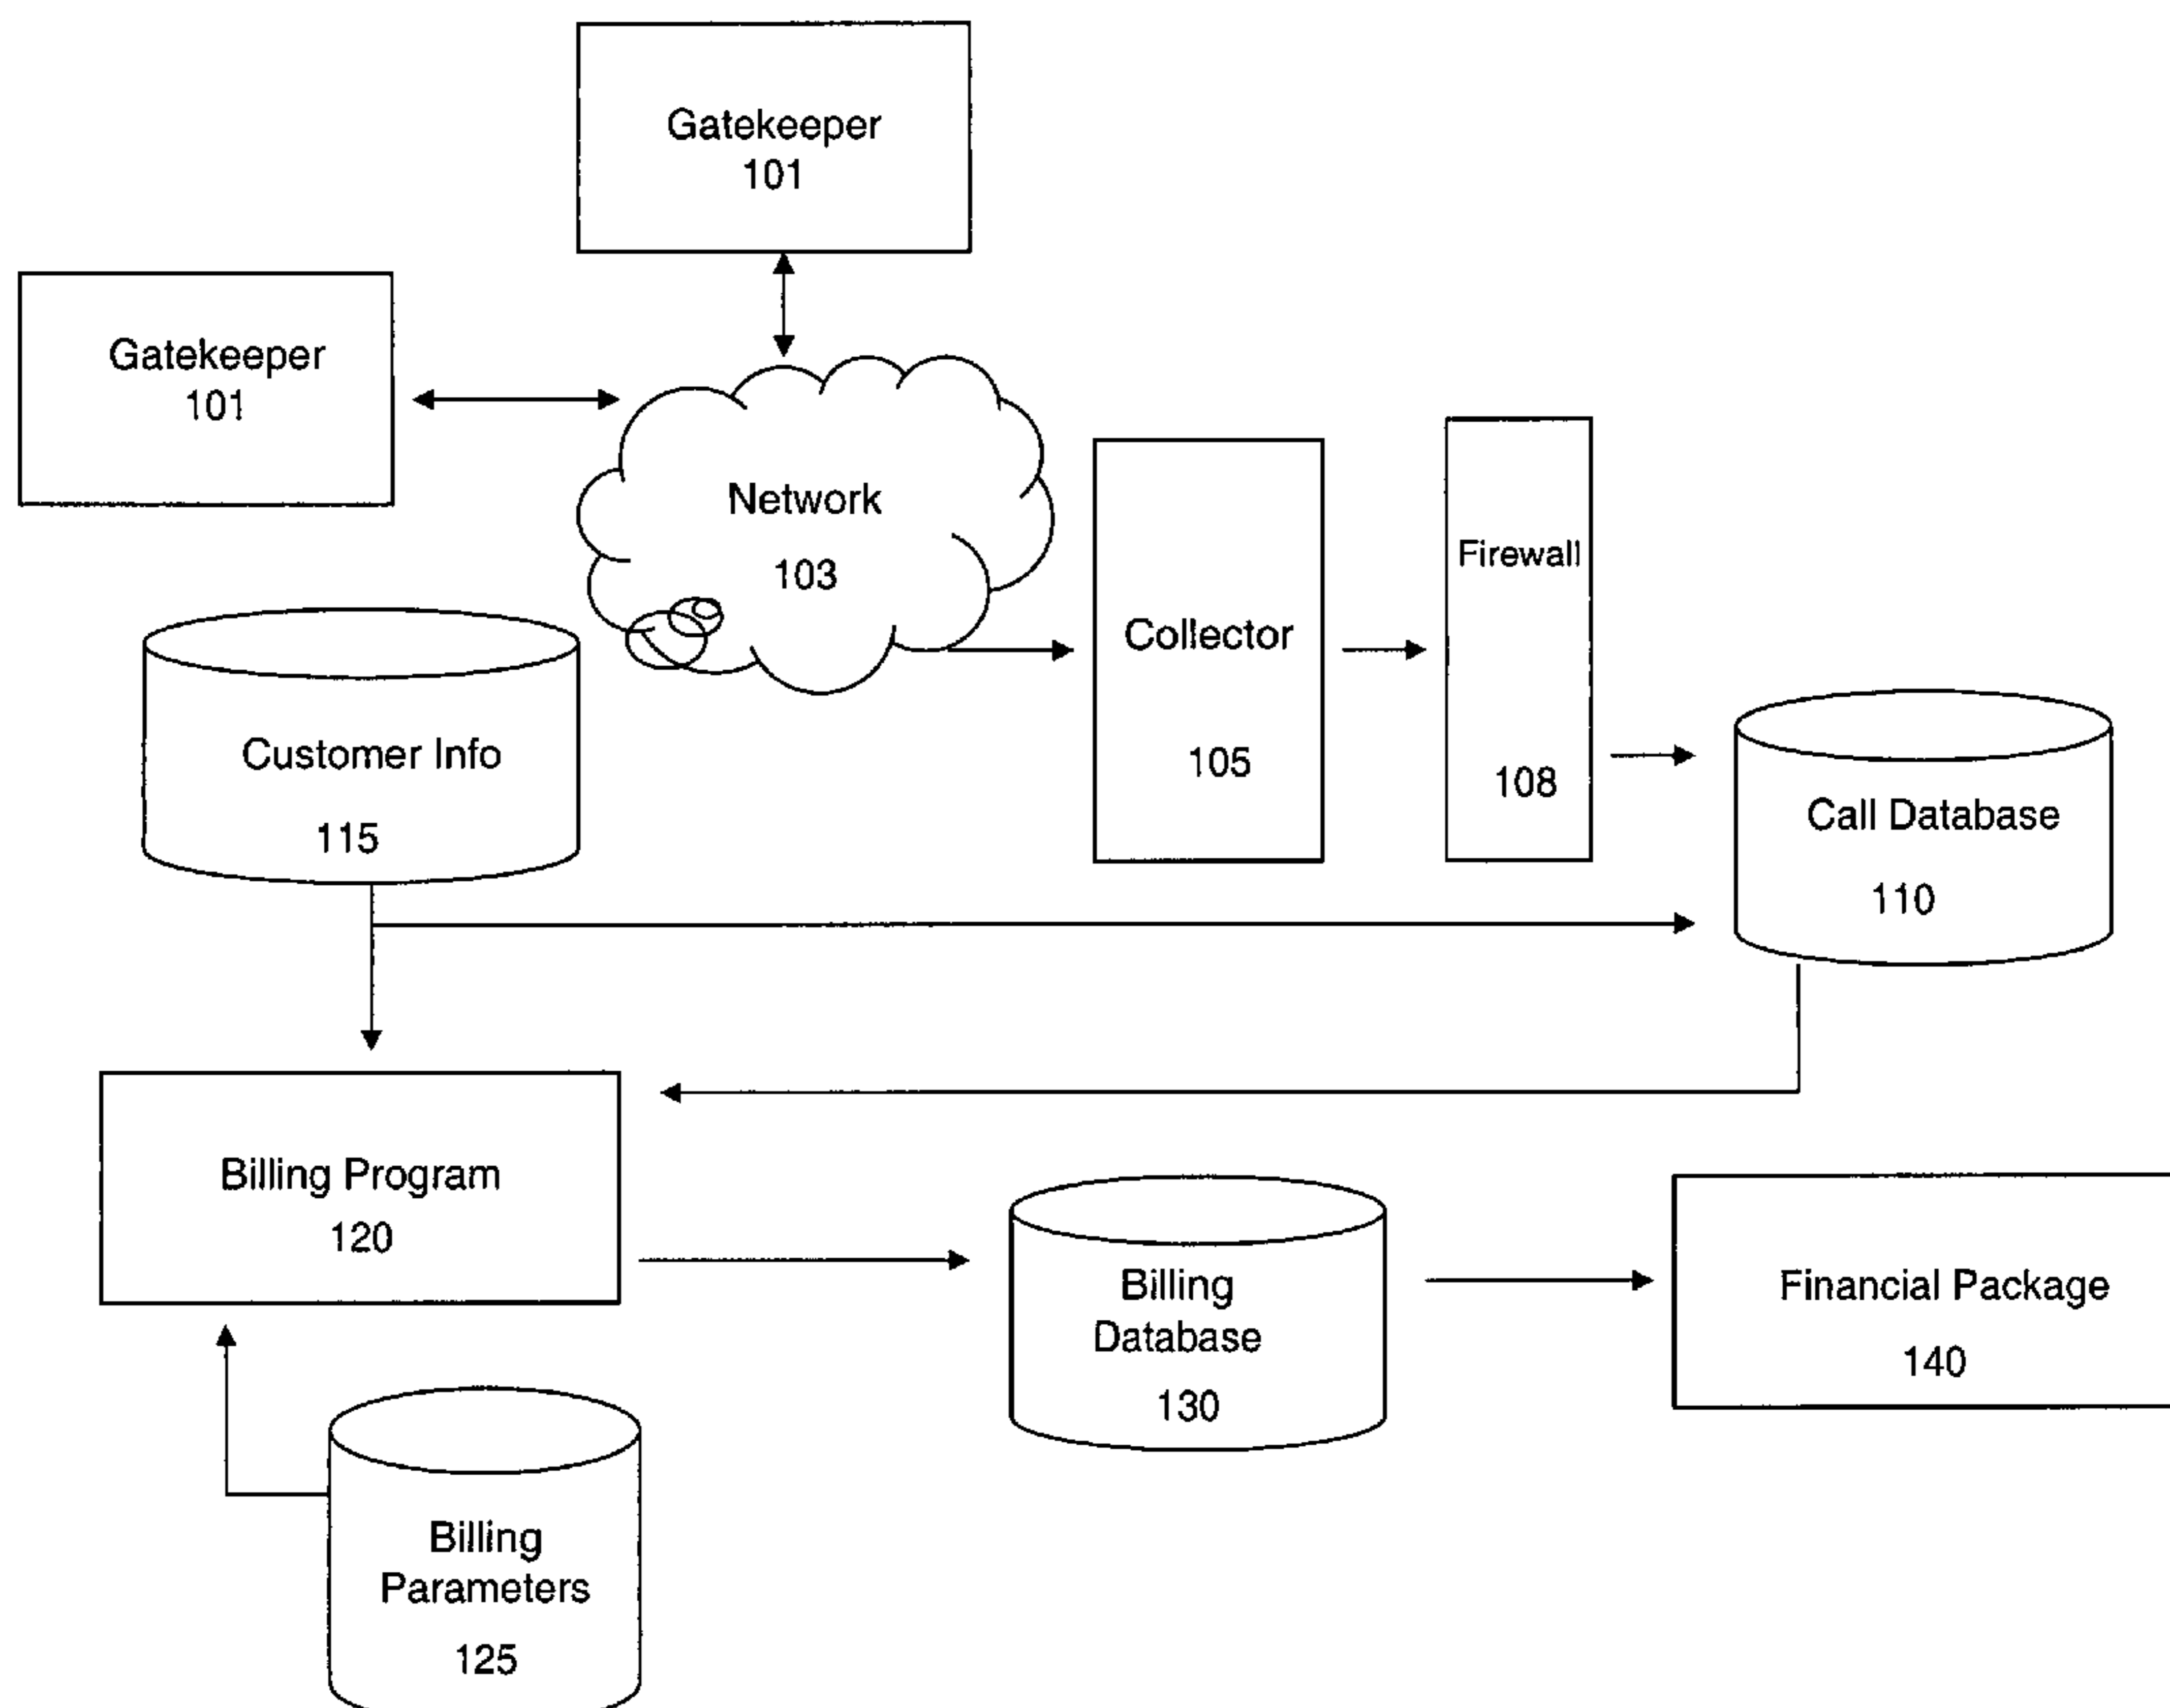 Gatekeeper
101
Gatekeeper
101
Network
103
Collector
105
Firewall
108
Customer Info
115
Call Database
110
Billing Program
120
Billing
Database
130
Financial Package
140
Billing
Parameters
125